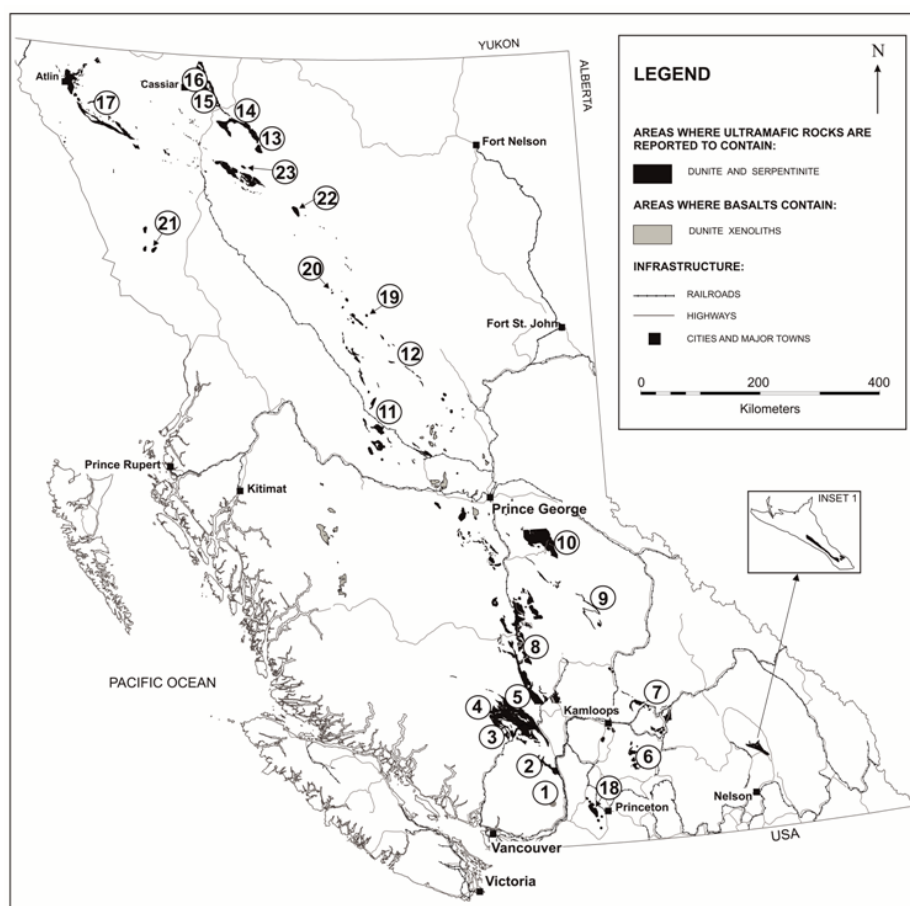 YUKON
ALBERTA
N
LEGEND
AREAS WHERE ULTRAMAFIC ROCKS ARE
REPORTED TO CONTAIN:
DUNITE AND SERPENTINITE
AREAS WHERE BASALTS CONTAIN:
DUNITE XENOLITHS
INFRASTRUCTURE:
RAILROADS
HIGHWAYS
CITIES AND MAJOR TOWNS
0 200 400
Kilometers
Atlin
Cassiar
16
17
15
14
13
Fort Nelson
23
22
21
20
19
Fort St. John
12
11
Prince Rupert
Kitimat
Prince George
INSET 1
10
9
8
PACIFIC OCEAN
5
7
4
Kamloops
3
6
2
1
18
Princeton
Nelson
USA
Vancouver
Victoria